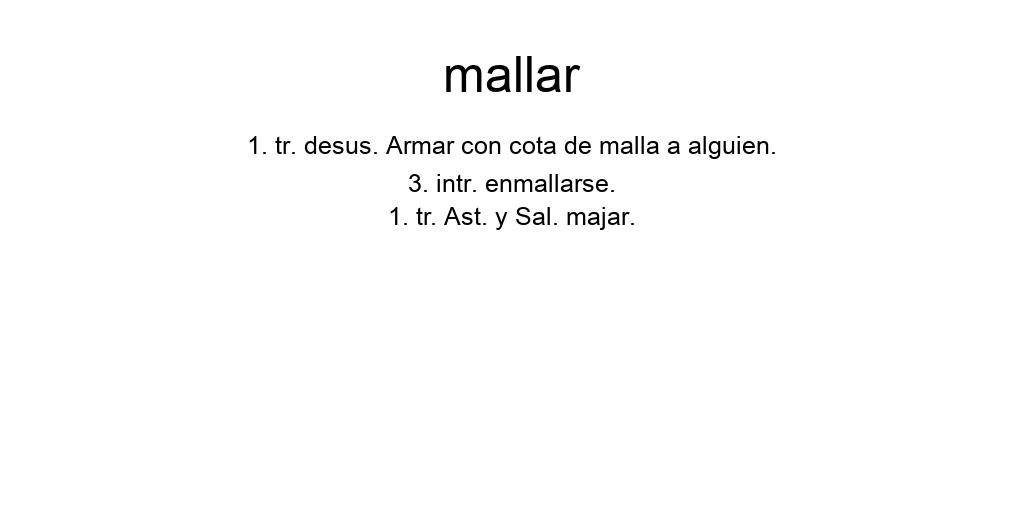 mallar
1. tr. desus. Armar con cota de malla a alguien.
3. intr. enmallarse.
1. tr. Ast. y Sal. majar.